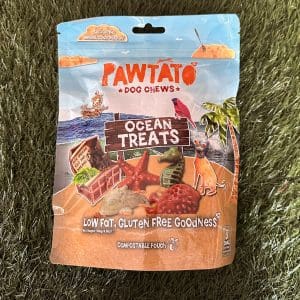 PAWTATO
DOG CHEWS
OCEAN
TREATS
LOW FAT, GLUTEN FREE GOODNESS
COMPOSTABLE POUCH